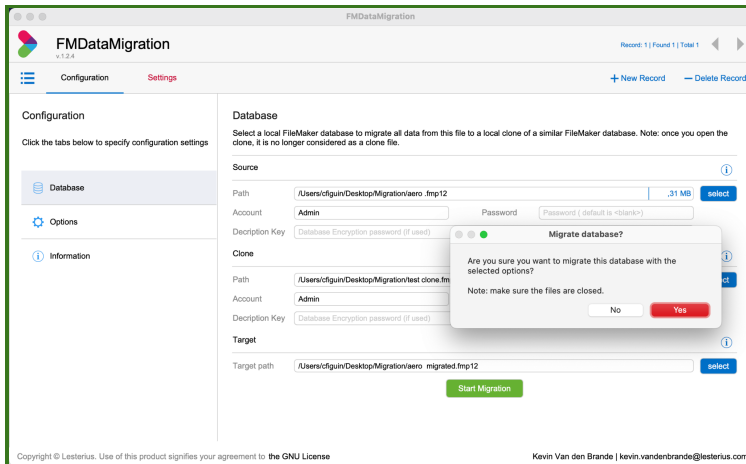 FMDataMigration
FMDataMigration
v.1.2.4
Record: 1 | Found 1 | Total 1
Configuration Settings
New Record Delete Record
Configuration
Click the tabs below to specify configuration settings
Database
Options
Information
Database
Select a local FileMaker database to migrate all data from this file to a local clone of a similar FileMaker database. Note: once you open the
clone, it is no longer considered as a clone file.
Source
Path /Users/cfiguin/Desktop/Migration/aero .fmp12 ,31 MB select
Account Admin Password Password ( default is <blank>)
Decription Key Database Encryption password (if used)
Clone
Path /Users/cfiguin/Desktop/Migration/test clone.fm
Account Admin
Decription Key Database Encryption password (if used)
Migrate database?
Are you sure you want to migrate this database with the
selected options?
Note: make sure the files are closed.
No Yes
Target
Target path /Users/cfiguin/Desktop/Migration/aero migrated.fmp12 select
Start Migration
Copyright © Lesterius. Use of this product signifies your agreement to the GNU License
Kevin Van den Brande | kevin.vandenbrande@lesterius.com